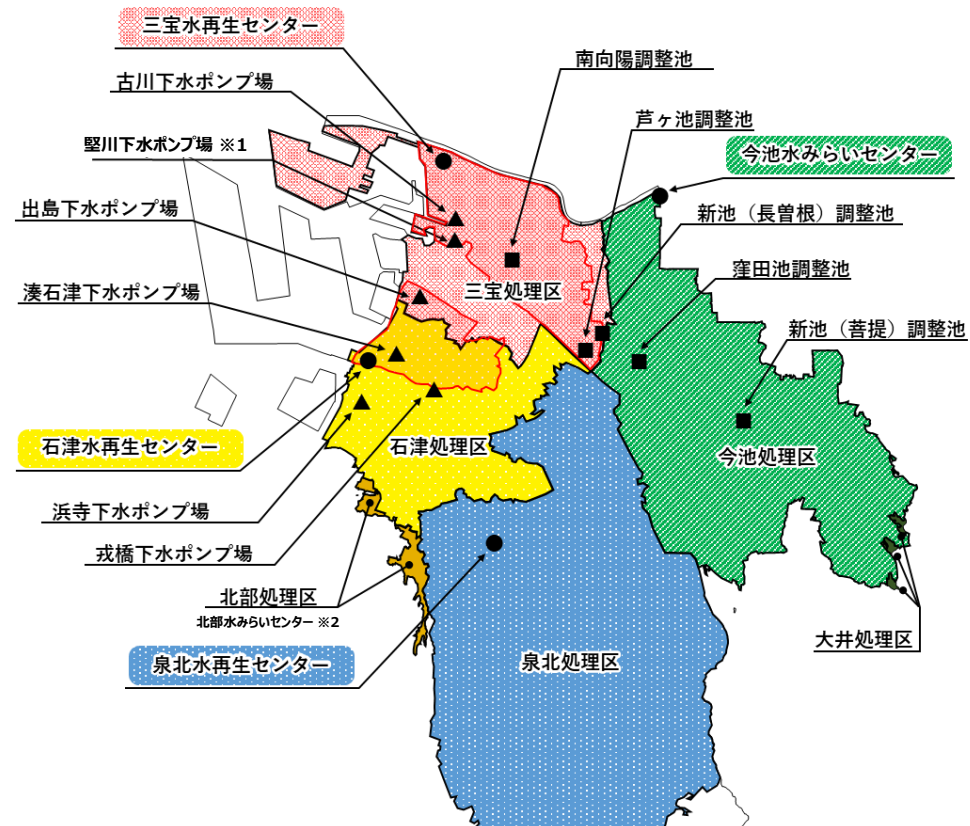 三宝水再生センター
南向陽調整池
古川下水ポンプ場
芦ヶ池調整池
竪川下水ポンプ場 ※1
今池水みらいセンター
出島下水ポンプ場
新池（長曽根）調整池
窪田池調整池
三宝処理区
湊石津下水ポンプ場
新池（菩提）調整池
石津水再生センター
石津処理区
今池処理区
浜寺下水ポンプ場
戎橋下水ポンプ場
北部処理区
北部水みらいセンター ※2
大井処理区
泉北水再生センター
泉北処理区